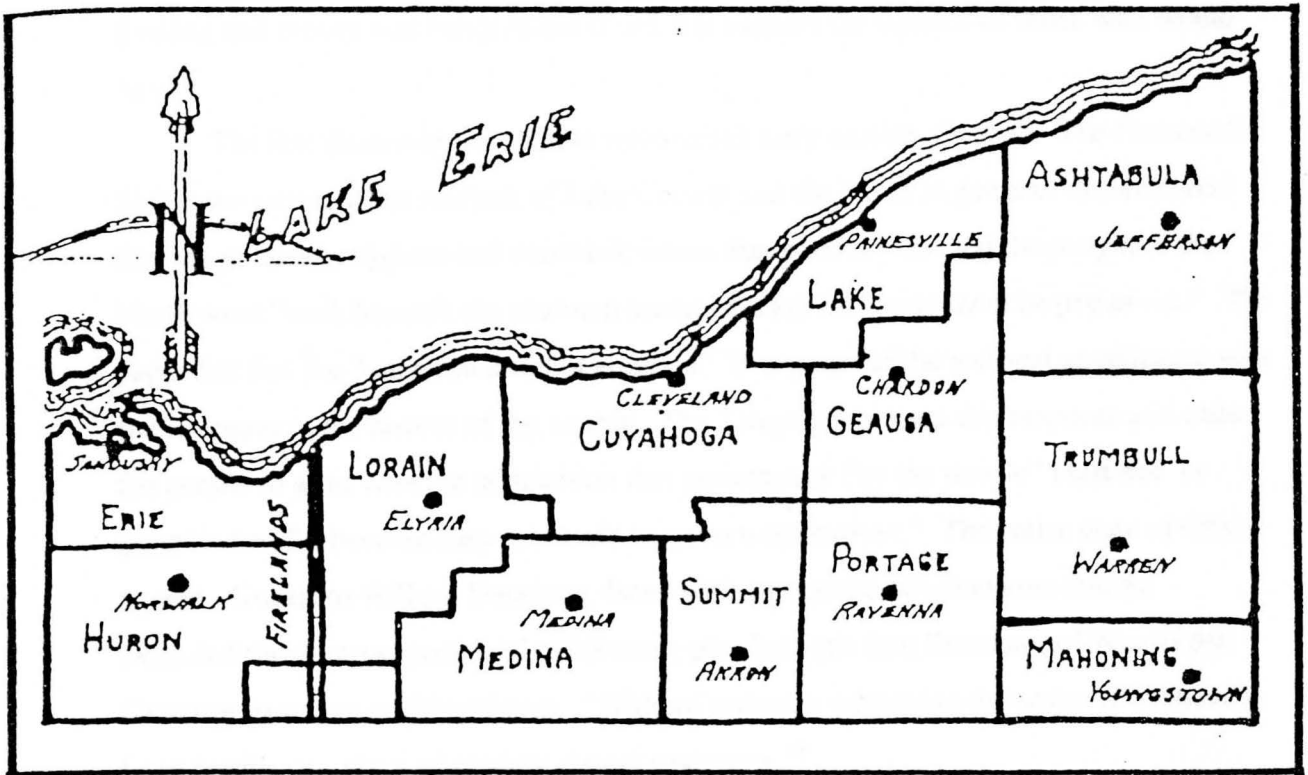 LAKE ERIE
N
ASHTABULA
JEFFERSON
PAINESVILLE
LAKE
CHARDON
GEAUGA
CLEVELAND
CUYAHOGA
LORAIN
ELYRIA
SANDUSKY
ERIE
FIRELANDS
NORWALK
HURON
MEDINA
MEDINA
SUMMIT
AKRON
PORTAGE
RAVENNA
TRUMBULL
WARREN
MAHONING
YOUNGSTOWN